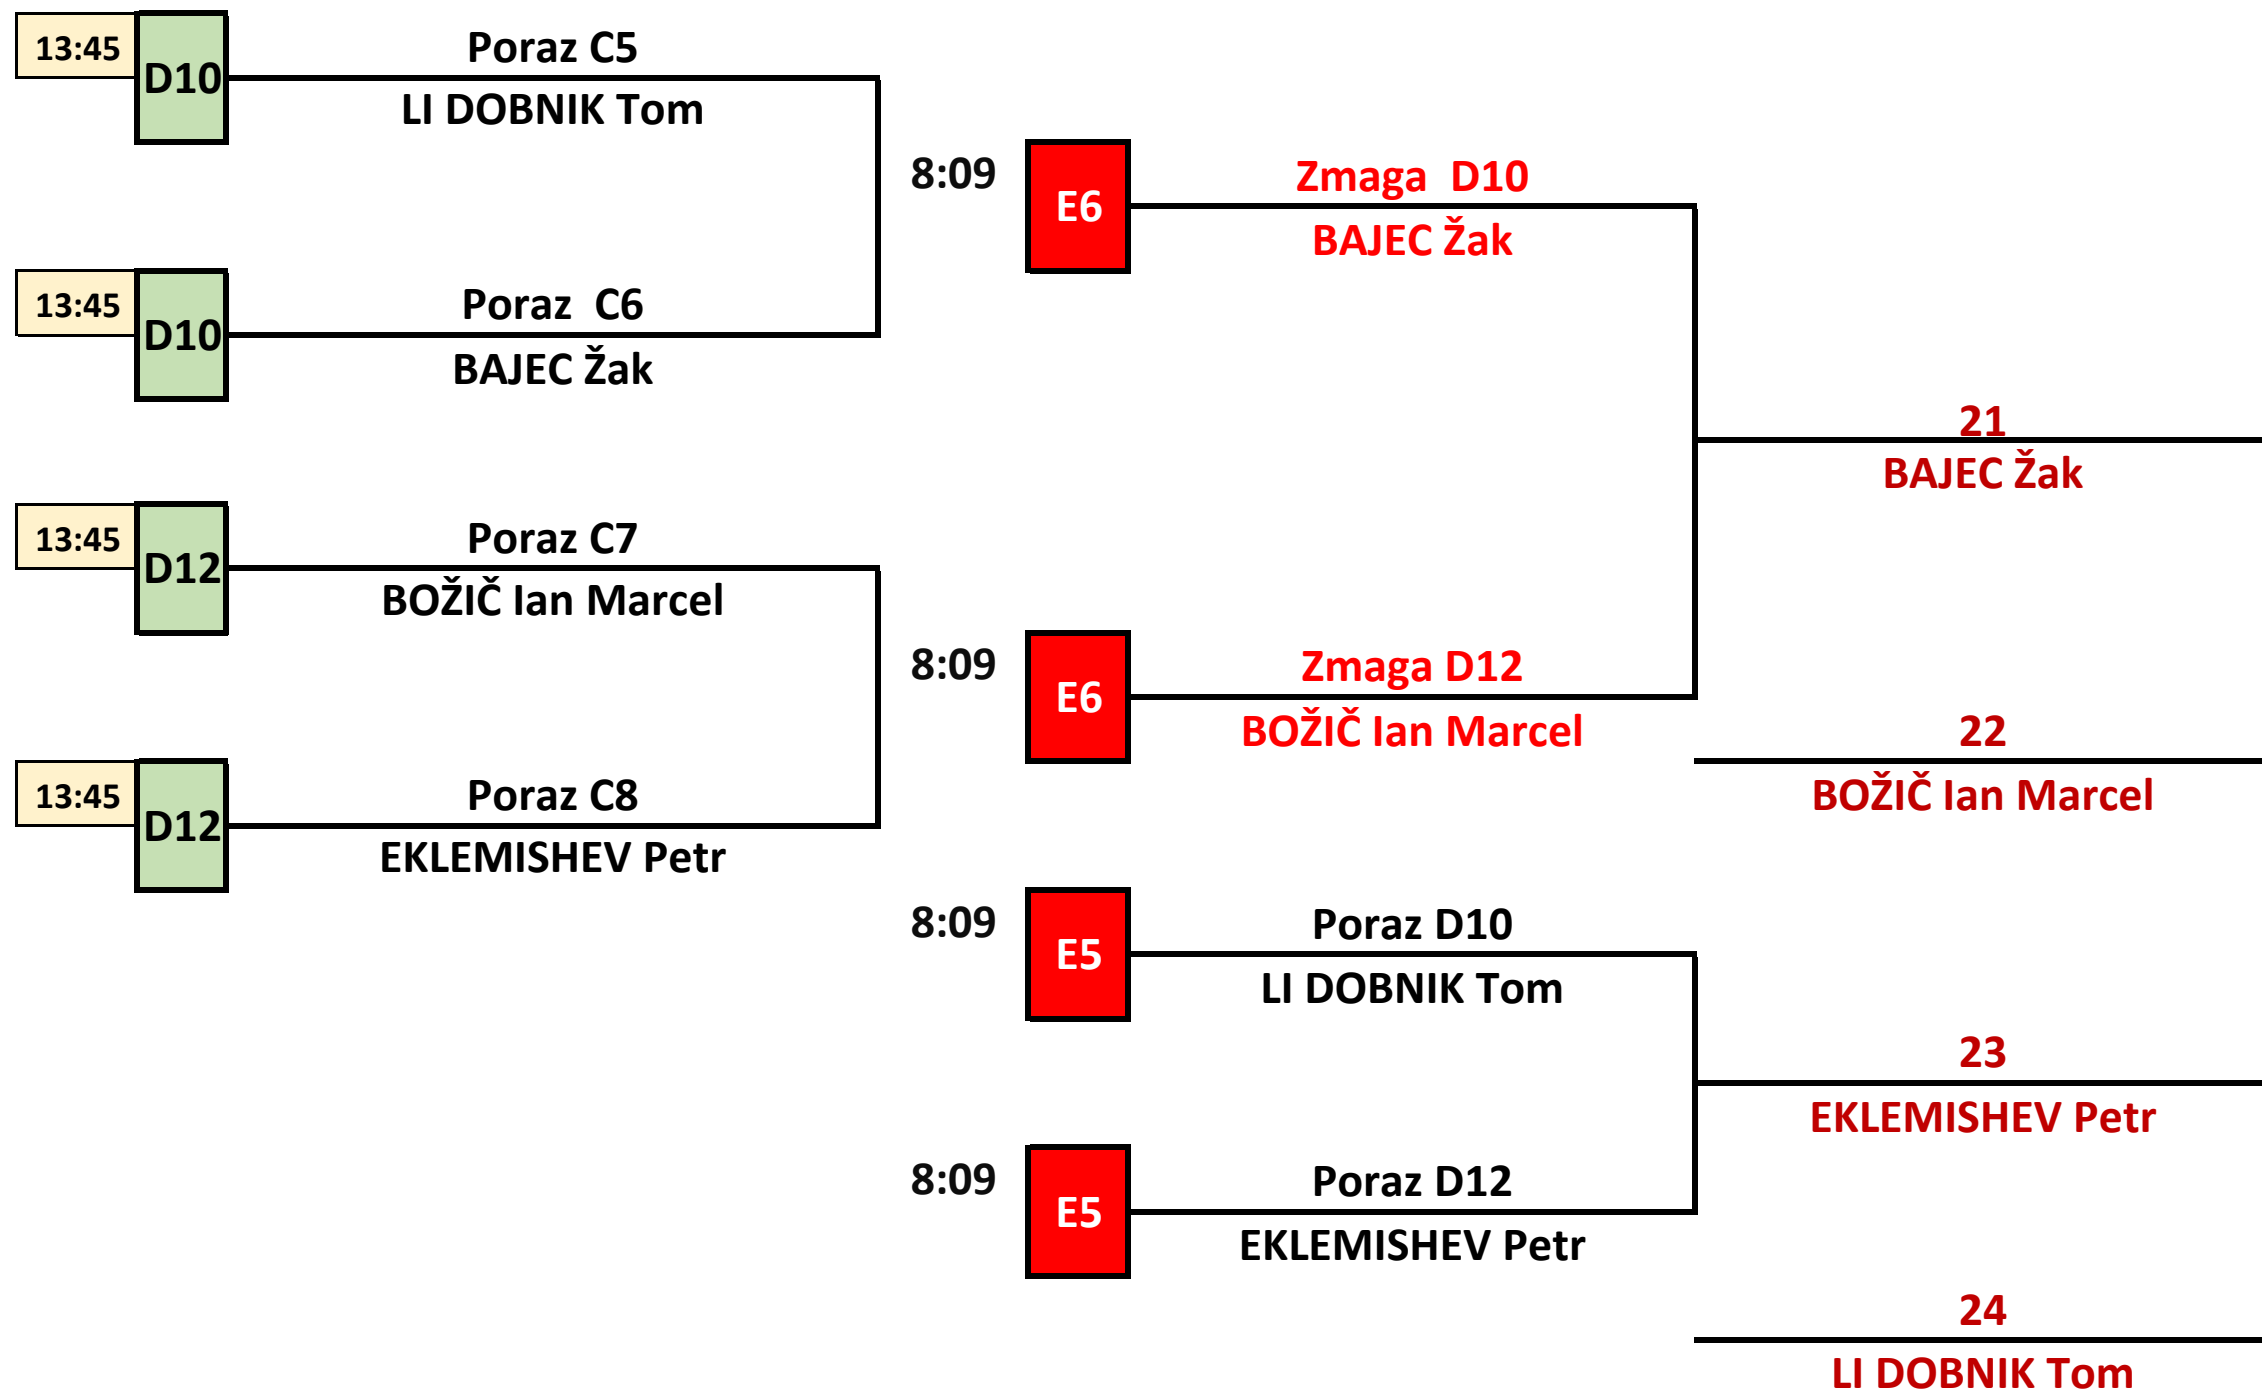 13:45
D10
Poraz C5
LI DOBNIK Tom
13:45
D10
Poraz  C6
BAJEC Žak
13:45
D12
Poraz C7
BOŽIČ Ian Marcel
13:45
D12
Poraz C8
EKLEMISHEV Petr
8:09
E6
Zmaga  D10
BAJEC Žak
8:09
E6
Zmaga D12
BOŽIČ Ian Marcel
8:09
E5
Poraz D10
LI DOBNIK Tom
8:09
E5
Poraz D12
EKLEMISHEV Petr
21
BAJEC Žak
22
BOŽIČ Ian Marcel
23
EKLEMISHEV Petr
24
LI DOBNIK Tom